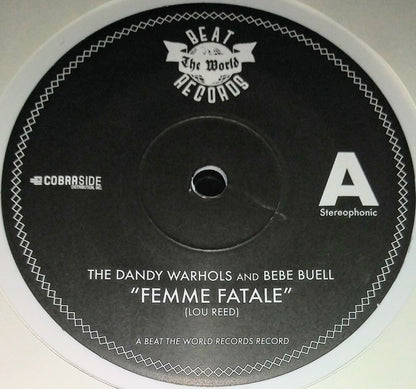 BEAT
The World
RECORDS
COBRASIDE
DISTRIBUTION, INC.
A
Stereophonic
THE DANDY WARHOLS AND BEBE BUELL
“FEMME FATALE”
(LOU REED)
A BEAT THE WORLD RECORDS RECORD